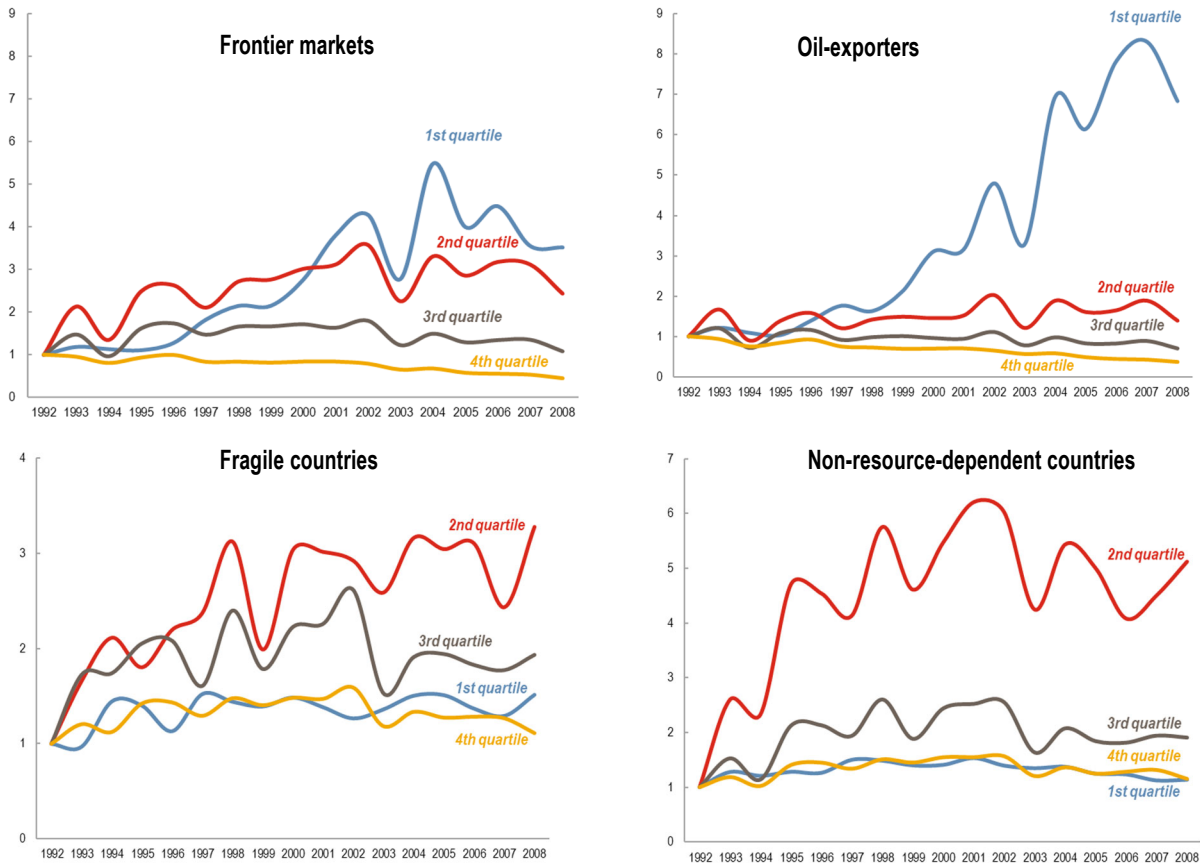 Frontier markets
9
8
7
6
5
4
3
2
1
0
1st quartile
2nd quartile
3rd quartile
4th quartile
1992 1993 1994 1995 1996 1997 1998 1999 2000 2001 2002 2003 2004 2005 2006 2007 2008
Oil-exporters
9
8
7
6
5
4
3
2
1
0
1st quartile
2nd quartile
3rd quartile
4th quartile
1992 1993 1994 1995 1996 1997 1998 1999 2000 2001 2002 2003 2004 2005 2006 2007 2008
Fragile countries
4
3
2
1
0
2nd quartile
3rd quartile
1st quartile
4th quartile
1992 1993 1994 1995 1996 1997 1998 1999 2000 2001 2002 2003 2004 2005 2006 2007 2008
Non-resource-dependent countries
7
6
5
4
3
2
1
0
2nd quartile
3rd quartile
4th quartile
1st quartile
1992 1993 1994 1995 1996 1997 1998 1999 2000 2001 2002 2003 2004 2005 2006 2007 2008